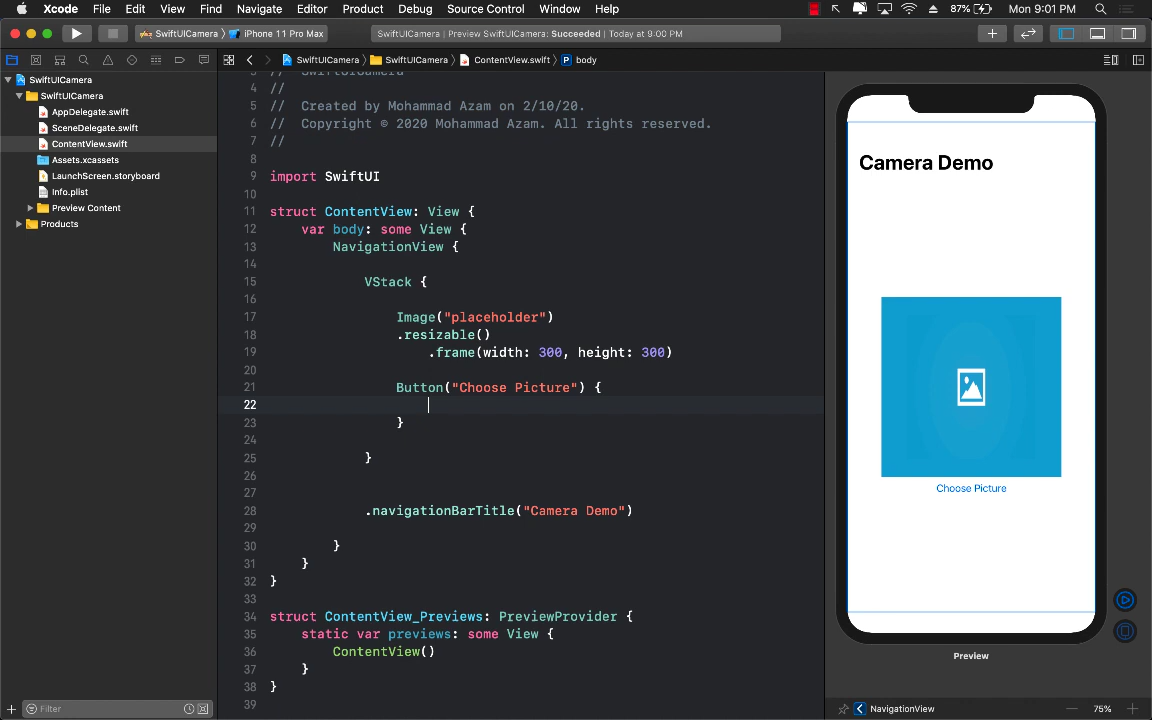 Xcode File Edit View Find Navigate Editor Product Debug Source Control Window Help 87% Mon 9:01 PM
SwiftUICamera iPhone 11 Pro Max SwiftUICamera | Preview SwiftUICamera: Succeeded | Today at 9:00 PM
SwiftUICamera SwiftUICamera ContentView.swift P body
SwiftUICamera
SwiftUICamera
AppDelegate.swift
SceneDelegate.swift
ContentView.swift
Assets.xcassets
LaunchScreen.storyboard
Info.plist
Preview Content
Products
Filter
3 // SwiftUICamera
4 //
5 // Created by Mohammad Azam on 2/10/20.
6 // Copyright © 2020 Mohammad Azam. All rights reserved.
7 //
8
9 import SwiftUI
10
11 struct ContentView: View {
12 var body: some View {
13 NavigationView {
14
15 VStack {
16
17 Image("placeholder")
18 .resizable()
19 .frame(width: 300, height: 300)
20
21 Button("Choose Picture") {
22
23 }
24
25 }
26
27
28 .navigationBarTitle("Camera Demo")
29
30 }
31 }
32 }
33
34 struct ContentView_Previews: PreviewProvider {
35 static var previews: some View {
36 ContentView()
37 }
38 }
39
Camera Demo
Choose Picture
Preview
NavigationView 75%